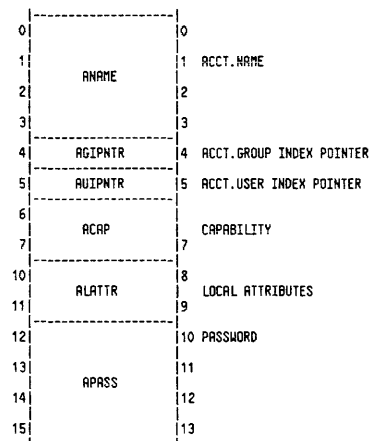 0 0
1 1 ACCT.NAME
ANAME
2 2
3 3
4 AGIPNTR 4 ACCT.GROUP INDEX POINTER
5 AUIPNTR 5 ACCT.USER INDEX POINTER
6
ACAP CAPABILITY
7 7
10 8
ALATTR LOCAL ATTRIBUTES
11 9
12 10 PASSWORD
13 11
APASS
14 12
15 13